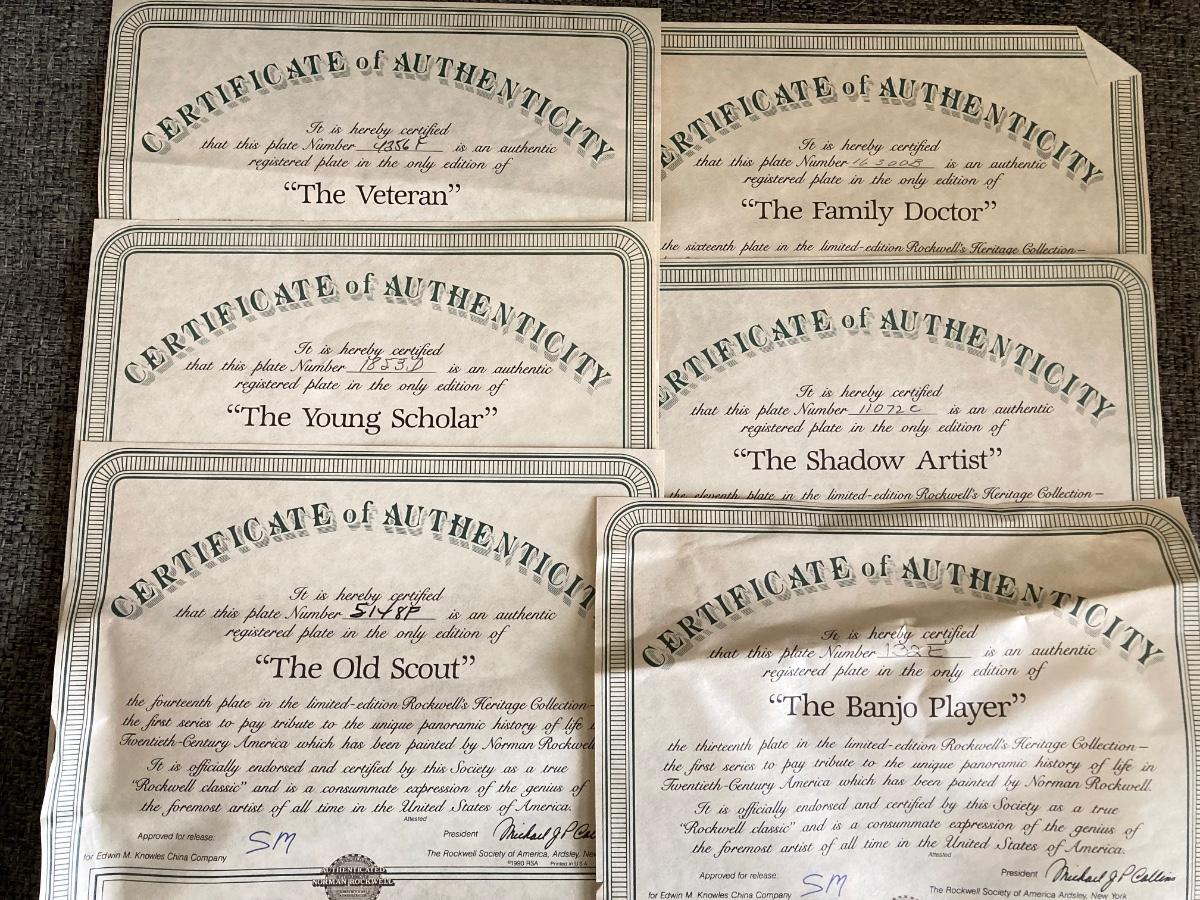 CERTIFICATE of AUTHENTICITY
It is hereby certified
that this plate Number 4356F is an authentic
registered plate in the only edition of
"The Veteran"
CERTIFICATE of AUTHENTICITY
It is hereby certified
that this plate Number 1853D is an authentic
registered plate in the only edition of
"The Young Scholar"
CERTIFICATE of AUTHENTICIT
It is hereby certified
that this plate Number 5148P is an authentic
registered plate in the only edition of
"The Old Scout"
the fourteenth plate in the limited-edition Rockwell's Heritage Collection-
the first series to pay tribute to the unique panoramic history of life
Twentieth-Century America which has been painted by Norman Rockwel
It is officially endorsed and certified by this Society as a true
"Rockwell classic" and is a consummate expression of the genius of
the foremost artist of all time in the United States of America.
Attested
Approved for release: SM President Michael J P Col
for Edwin M. Knowles China Company The Rockwell Society of America, Ardsley, New
©1990 RSA Printed in U.S.A.
AUTHENTICATED
NORMAN ROCKWELL
ERTIFICATE of AUTHENTICITY
It is hereby certified
that this plate Number is an authentic
registered plate in the only edition of
"The Family Doctor"
the sixteenth plate in the limited-edition Rockwell's Heritage Collection—
ERTIFICATE of AUTHENTICITY
It is hereby certified
that this plate Number 11072C is an authentic
registered plate in the only edition of
"The Shadow Artist"
the eleventh plate in the limited-edition Rockwell's Heritage Collection—
CERTIFICATE of AUTHENTICITY
It is hereby certified
that this plate Number 132E is an authentic
registered plate in the only edition of
"The Banjo Player"
the thirteenth plate in the limited-edition Rockwell's Heritage Collection—
the first series to pay tribute to the unique panoramic history of life in
Twentieth-Century America which has been painted by Norman Rockwell.
It is officially endorsed and certified by this Society as a true
"Rockwell classic" and is a consummate expression of the genius of
the foremost artist of all time in the United States of America.
Attested
Approved for release: SM President Michael J P Collins
for Edwin M. Knowles China Company The Rockwell Society of America Ardsley, New York